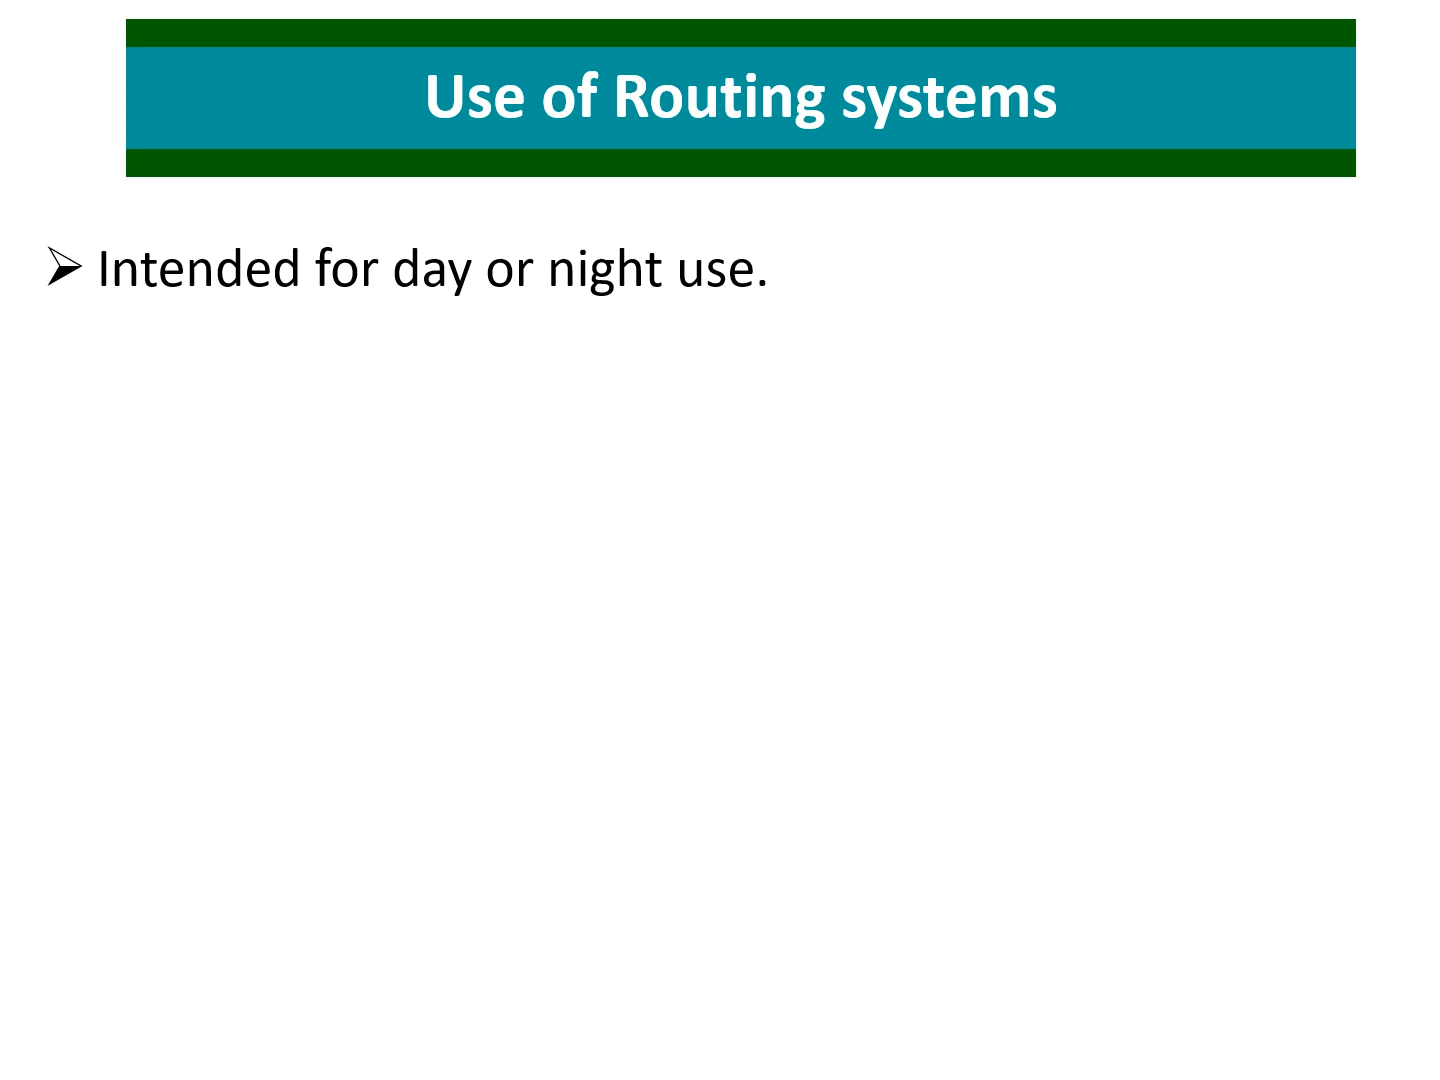 Use of Routing systems
Intended for day or night use.